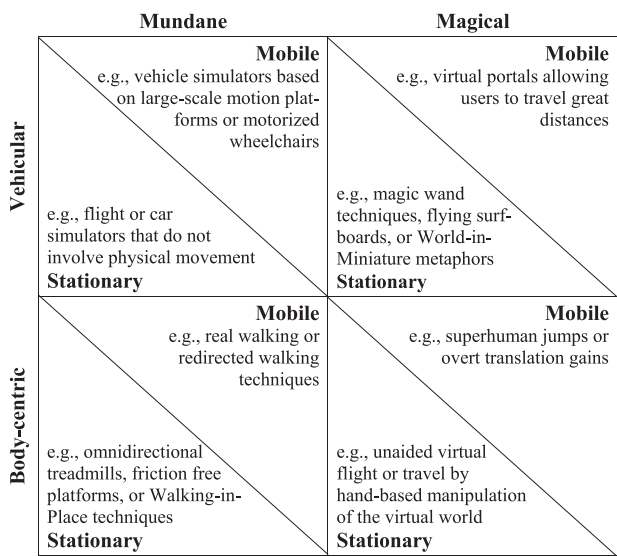 Mundane
Magical
Vehicular
Mobile
e.g., vehicle simulators based
on large-scale motion plat-
forms or motorized
wheelchairs
e.g., flight or car
simulators that do not
involve physical movement
Stationary
Mobile
e.g., virtual portals allowing
users to travel great
distances
e.g., magic wand
techniques, flying surf-
boards, or World-in-
Miniature metaphors
Stationary
Body-centric
Mobile
e.g., real walking or
redirected walking
techniques
e.g., omnidirectional
treadmills, friction free
platforms, or Walking-in-
Place techniques
Stationary
Mobile
e.g., superhuman jumps or
overt translation gains
e.g., unaided virtual
flight or travel by
hand-based manipulation
of the virtual world
Stationary